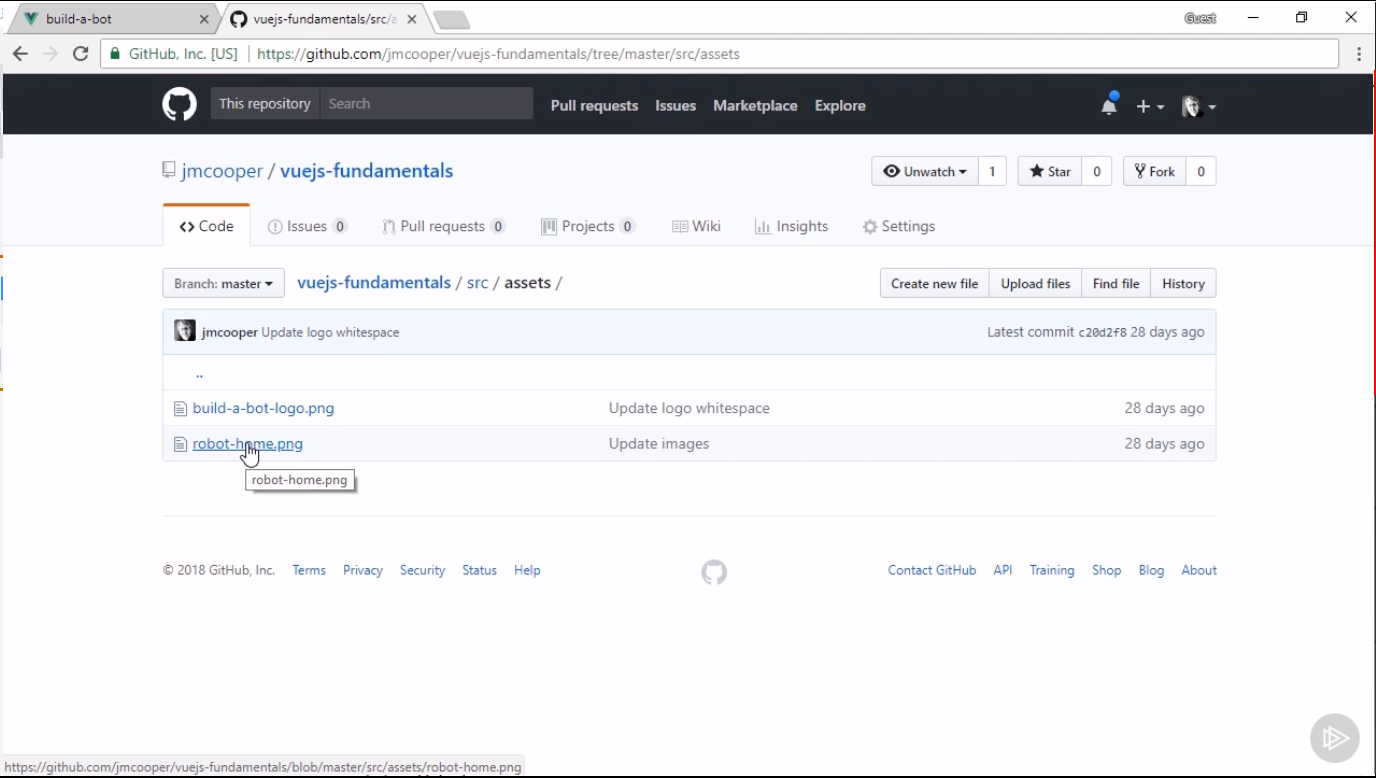 build-a-bot
vuejs-fundamentals/src/a
Guest
GitHub, Inc. [US]
https://github.com/jmcooper/vuejs-fundamentals/tree/master/src/assets
This repository
Search
Pull requests
Issues
Marketplace
Explore
jmcooper / vuejs-fundamentals
Unwatch
1
Star
0
Fork
0
Code
Issues 0
Pull requests 0
Projects 0
Wiki
Insights
Settings
Branch: master
vuejs-fundamentals / src / assets /
Create new file
Upload files
Find file
History
jmcooper Update logo whitespace
Latest commit c20d2f8 28 days ago
..
build-a-bot-logo.png
Update logo whitespace
28 days ago
robot-home.png
Update images
28 days ago
robot-home.png
© 2018 GitHub, Inc.
Terms
Privacy
Security
Status
Help
Contact GitHub
API
Training
Shop
Blog
About
https://github.com/jmcooper/vuejs-fundamentals/blob/master/src/assets/robot-home.png